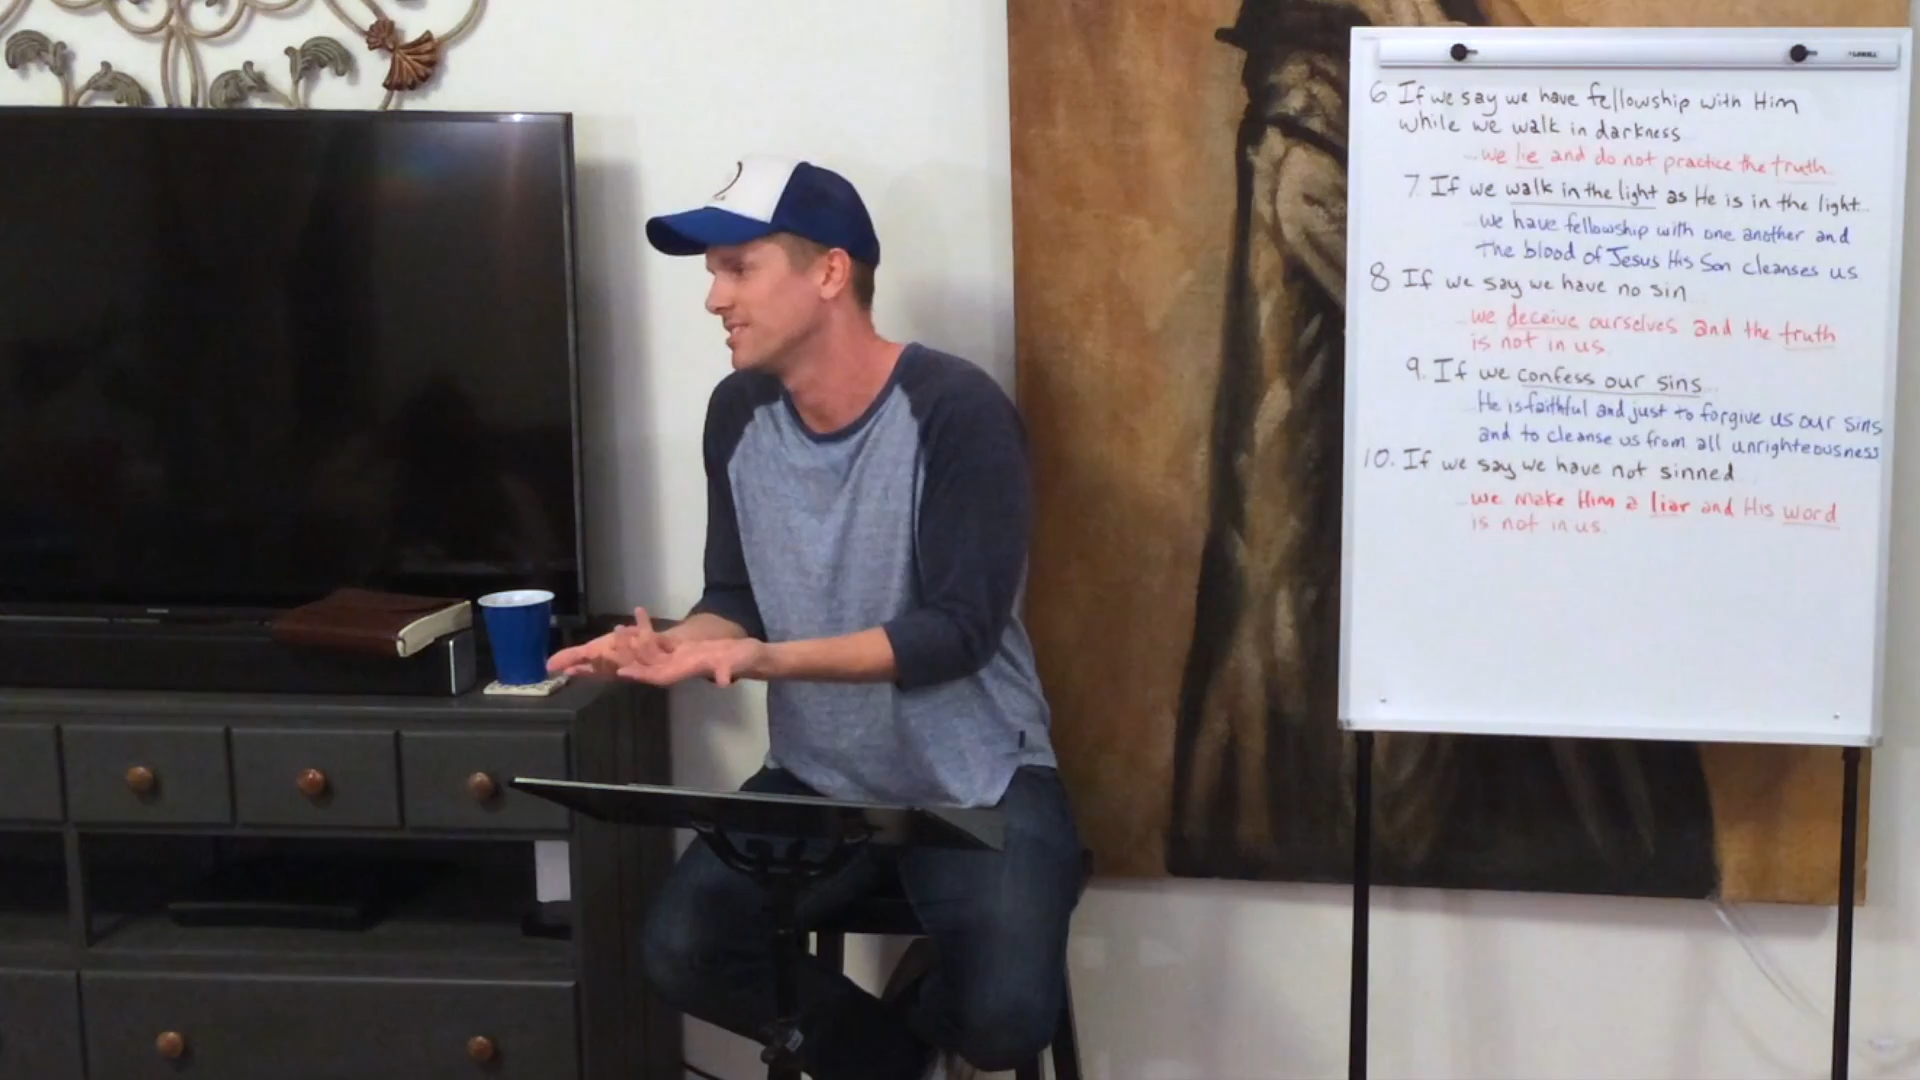 6. If we say we have fellowship with Him
while we walk in darkness
...we lie and do not practice the truth.
7. If we walk in the light as He is in the light...
...we have fellowship with one another and
the blood of Jesus His Son cleanses us
8 If we say we have no sin...
...we deceive ourselves and the truth
is not in us.
9. If we confess our sins...
...He is faithful and just to forgive us our sins
and to cleanse us from all unrighteousness
10. If we say we have not sinned...
...we make Him a liar and His word
is not in us.